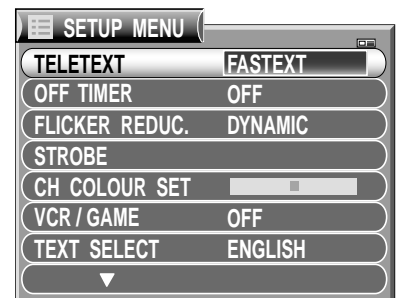 SETUP MENU
TELETEXT FASTEXT
OFF TIMER OFF
FLICKER REDUC. DYNAMIC
STROBE
CH COLOUR SET
VCR / GAME OFF
TEXT SELECT ENGLISH